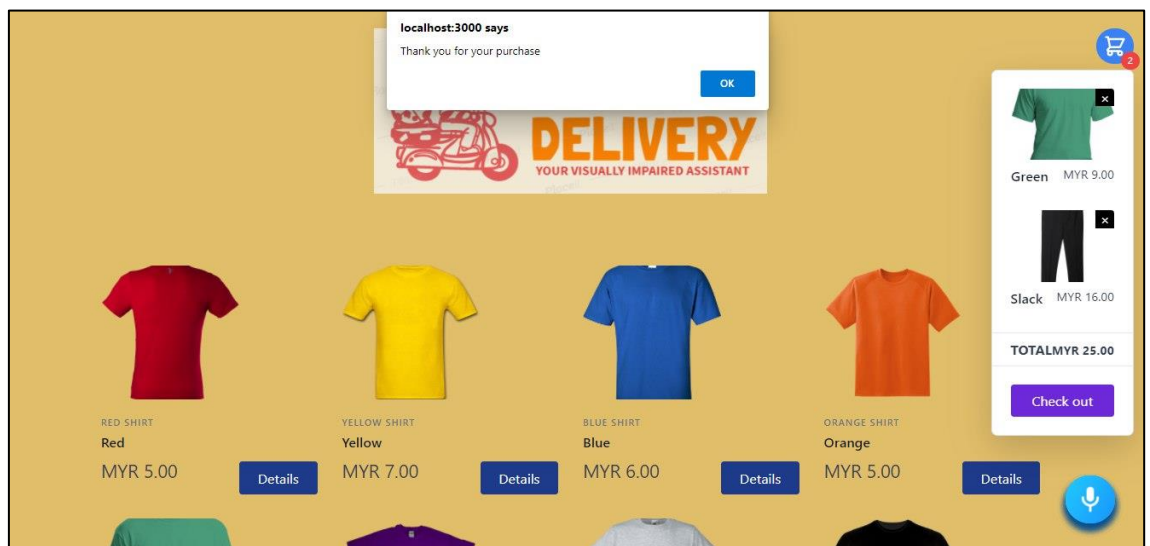 localhost:3000 says
Thank you for your purchase
OK
DELIVERY
YOUR VISUALLY IMPAIRED ASSISTANT
2
×
Green MYR 9.00
×
Slack MYR 16.00
TOTALMYR 25.00
Check out
RED SHIRT
Red
MYR 5.00
Details
YELLOW SHIRT
Yellow
MYR 7.00
Details
BLUE SHIRT
Blue
MYR 6.00
Details
ORANGE SHIRT
Orange
MYR 5.00
Details